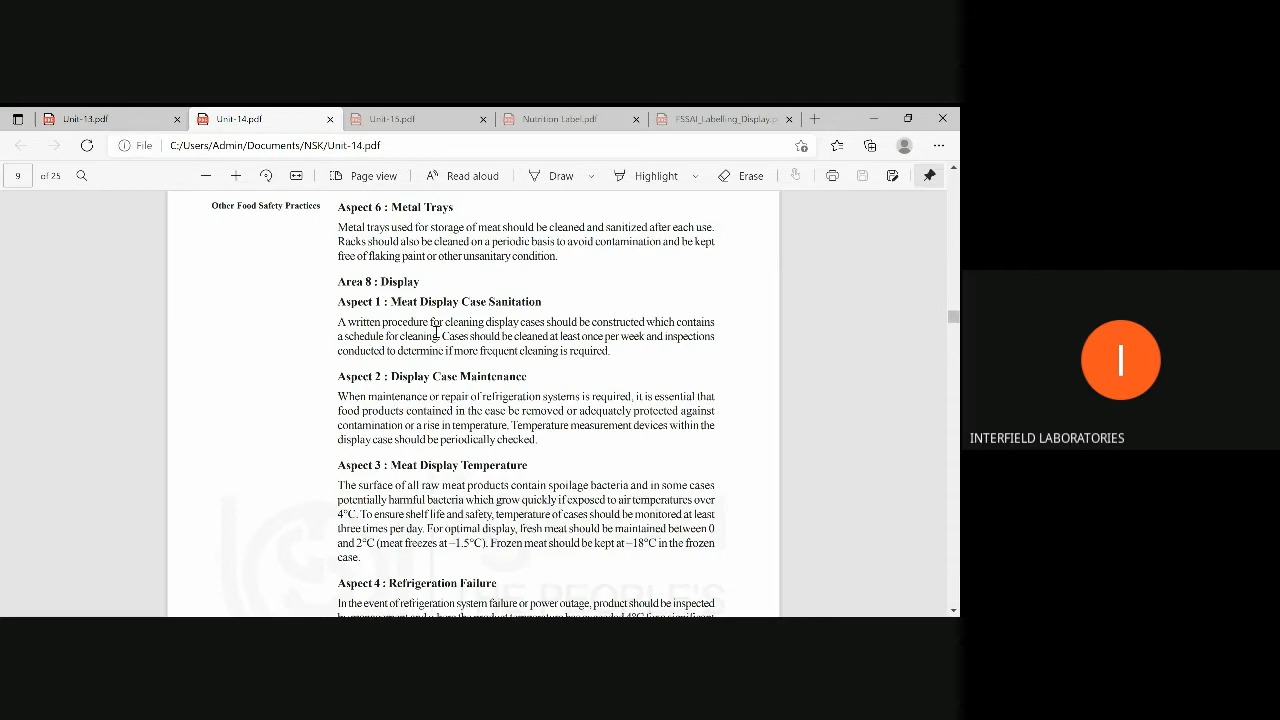 Unit-13.pdf
Unit-14.pdf
Unit-15.pdf
Nutrition Label.pdf
FSSAI_Labelling_Display.p
File C:/Users/Admin/Documents/NSK/Unit-14.pdf
9 of 25
Page view
Read aloud
Draw
Highlight
Erase
Other Food Safety Practices
Aspect 6 : Metal Trays
Metal trays used for storage of meat should be cleaned and sanitized after each use.
Racks should also be cleaned on a periodic basis to avoid contamination and be kept
free of flaking paint or other unsanitary condition.
Area 8 : Display
Aspect 1 : Meat Display Case Sanitation
A written procedure for cleaning display cases should be constructed which contains
a schedule for cleaning. Cases should be cleaned at least once per week and inspections
conducted to determine if more frequent cleaning is required.
Aspect 2 : Display Case Maintenance
When maintenance or repair of refrigeration systems is required, it is essential that
food products contained in the case be removed or adequately protected against
contamination or a rise in temperature. Temperature measurement devices within the
display case should be periodically checked.
Aspect 3 : Meat Display Temperature
The surface of all raw meat products contain spoilage bacteria and in some cases
potentially harmful bacteria which grow quickly if exposed to air temperatures over
4°C. To ensure shelf life and safety, temperature of cases should be monitored at least
three times per day. For optimal display, fresh meat should be maintained between 0
and 2°C (meat freezes at –1.5°C). Frozen meat should be kept at –18°C in the frozen
case.
Aspect 4 : Refrigeration Failure
THE PEOPLE'S
In the event of refrigeration system failure or power outage, product should be inspected
I
INTERFIELD LABORATORIES